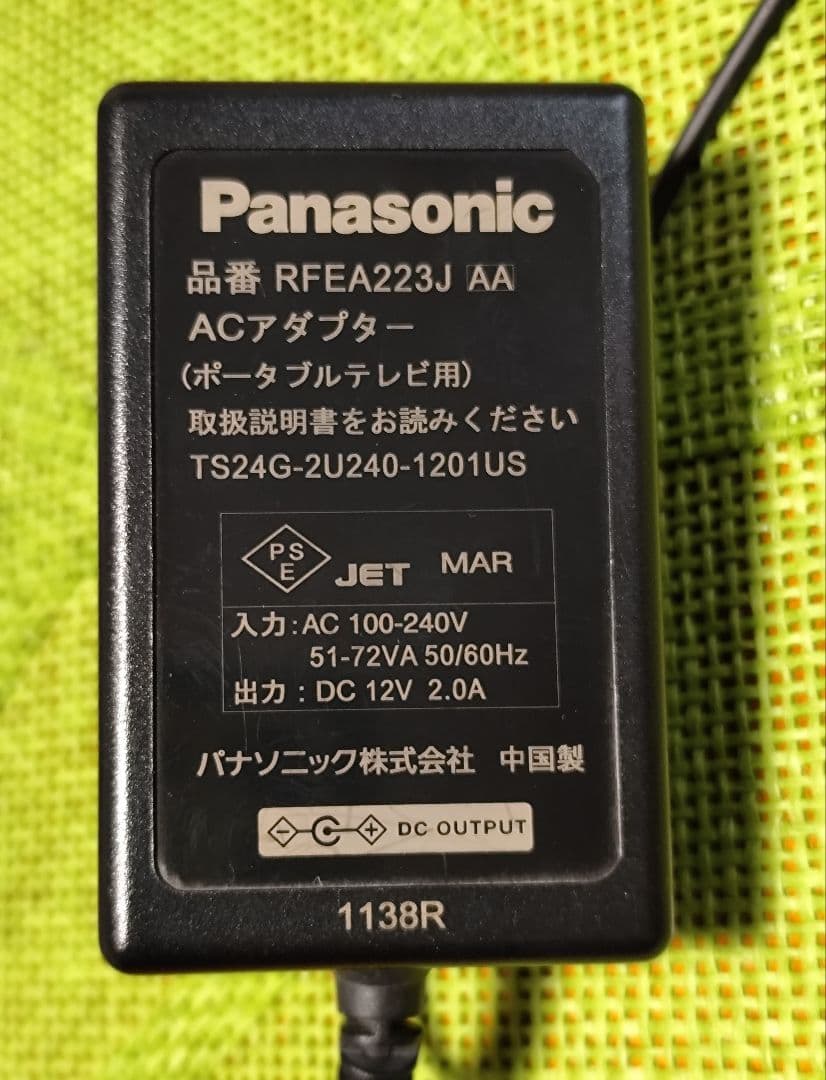 Panasonic
品番 RFEA223J AA
ACアダプター
(ポータブルテレビ用)
取扱説明書をお読みください
TS24G-2U240-1201US
PSE JET MAR
入力:AC 100-240V
51-72VA 50/60Hz
出力:DC 12V 2.0A
パナソニック株式会社 中国製
DC OUTPUT
1138R